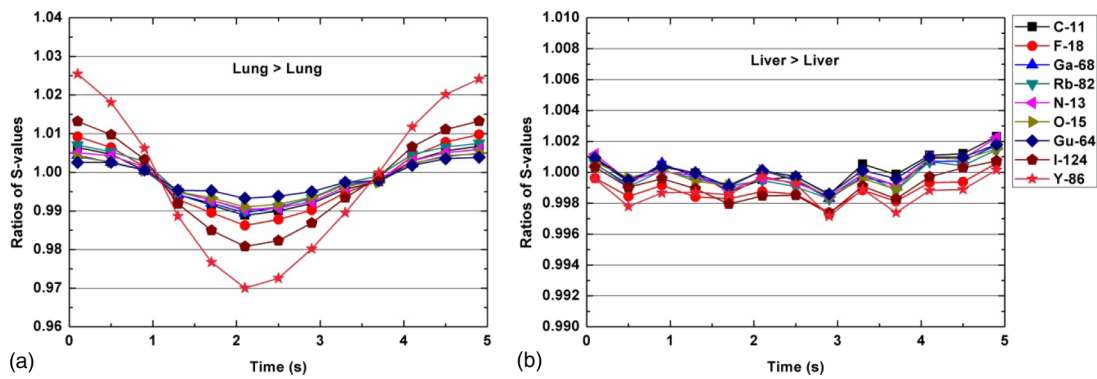 1.04
1.03
1.02
1.01
1.00
0.99
0.98
0.97
0.96
Ratios of S-values
Lung > Lung
0 1 2 3 4 5
Time (s)
(a)
1.010
1.008
1.006
1.004
1.002
1.000
0.998
0.996
0.994
0.992
0.990
Ratios of S-values
Liver > Liver
0 1 2 3 4 5
Time (s)
(b)
C-11
F-18
Ga-68
Rb-82
N-13
O-15
Gu-64
I-124
Y-86